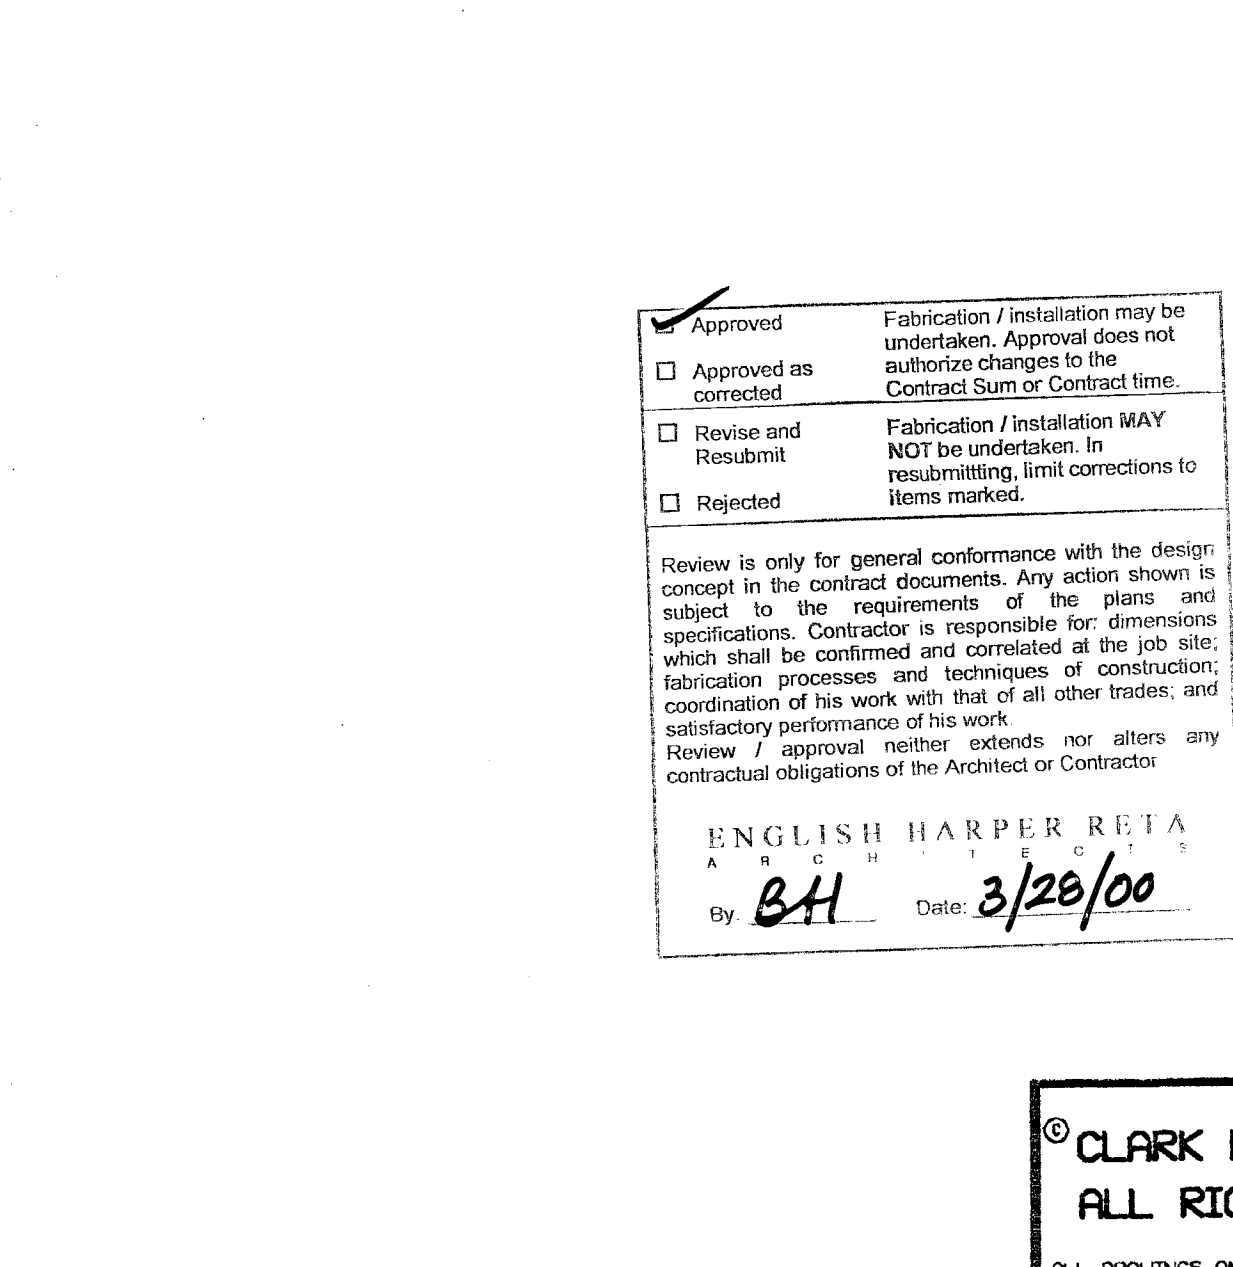 Approved
Fabrication / installation may be
undertaken. Approval does not
authorize changes to the
Contract Sum or Contract time.
Approved as
corrected
Revise and
Resubmit
Fabrication / installation MAY
NOT be undertaken. In
resubmittting, limit corrections to
items marked.
Rejected
Review is only for general conformance with the design
concept in the contract documents. Any action shown is
subject to the requirements of the plans and
specifications. Contractor is responsible for: dimensions
which shall be confirmed and correlated at the job site;
fabrication processes and techniques of construction;
coordination of his work with that of all other trades; and
satisfactory performance of his work.
Review / approval neither extends nor alters any
contractual obligations of the Architect or Contractor
ENGLISH HARPER RETA
ARCHITECTS
By. BH Date: 3/28/00
© CLARK
ALL